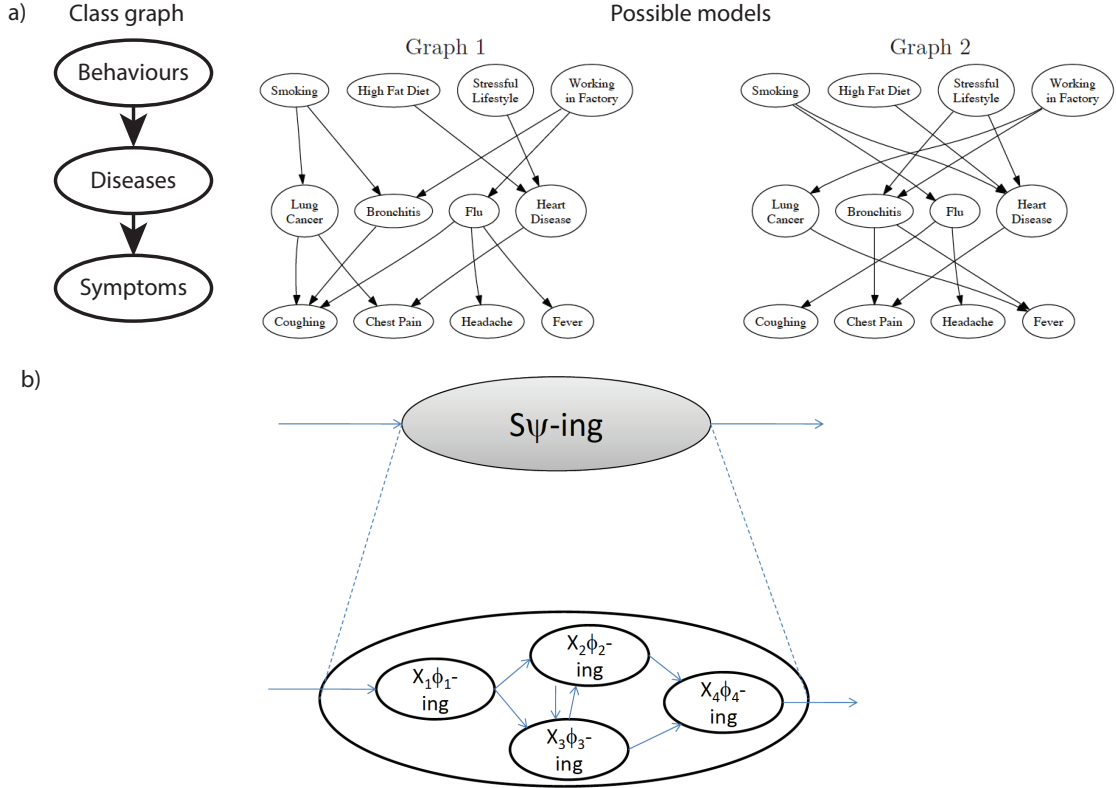 a)
Class graph
Possible models
Behaviours
Diseases
Symptoms
Graph 1
Smoking
High Fat Diet
Stressful
Lifestyle
Working
in Factory
Lung
Cancer
Bronchitis
Flu
Heart
Disease
Coughing
Chest Pain
Headache
Fever
Graph 2
Smoking
High Fat Diet
Stressful
Lifestyle
Working
in Factory
Lung
Cancer
Bronchitis
Flu
Heart
Disease
Coughing
Chest Pain
Headache
Fever
b)
Sψ-ing
X₁ϕ₁-
ing
X₂ϕ₂-
ing
X₃ϕ₃-
ing
X₄ϕ₄-
ing